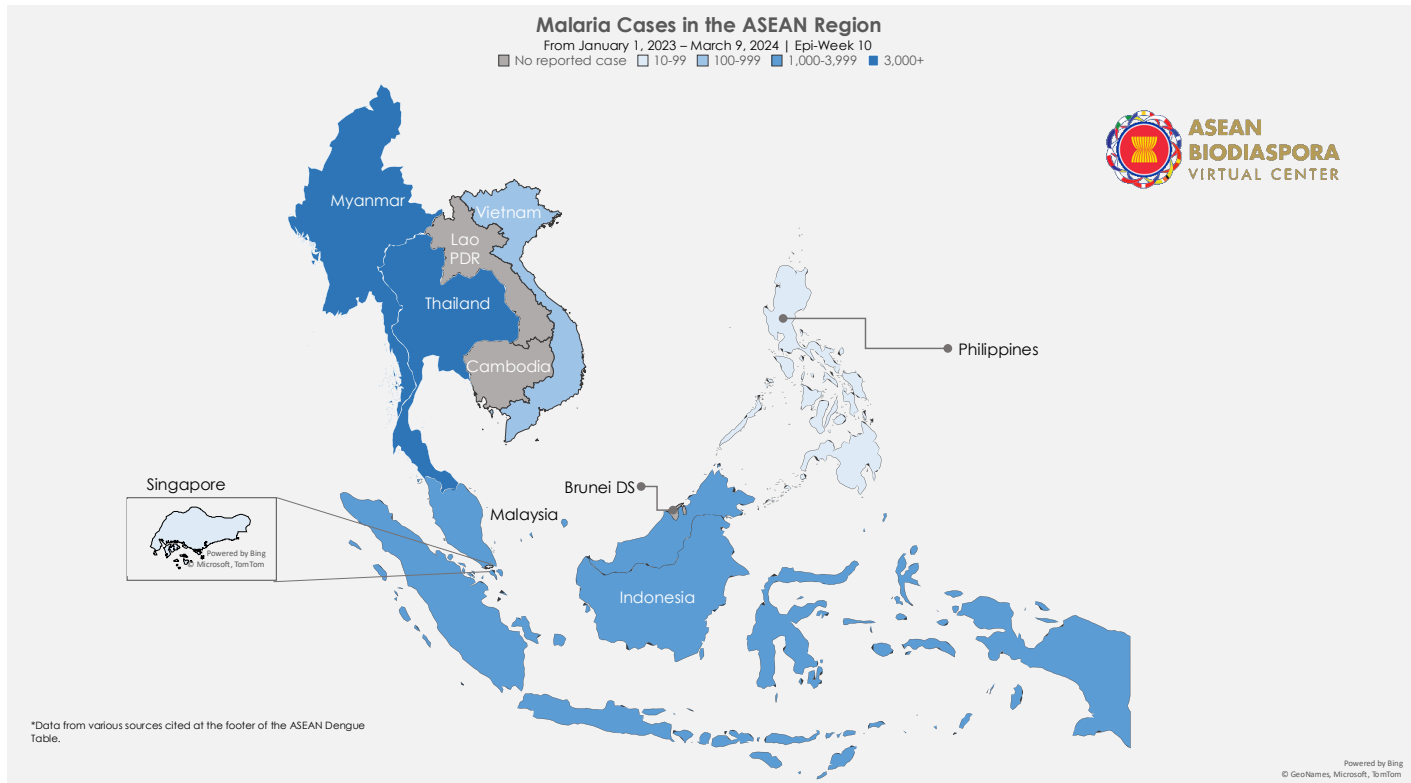 Malaria Cases in the ASEAN Region
From January 1, 2023 – March 9, 2024 | Epi-Week 10
No reported case 10-99 100-999 1,000-3,999 3,000+
ASEAN
BIODIASPORA
VIRTUAL CENTER
Myanmar
Vietnam
Lao
PDR
Thailand
Cambodia
Philippines
Singapore
Powered by Bing
© Microsoft, TomTom
Brunei DS
Malaysia
Indonesia
*Data from various sources cited at the footer of the ASEAN Dengue
Table.
Powered by Bing
© GeoNames, Microsoft, TomTom